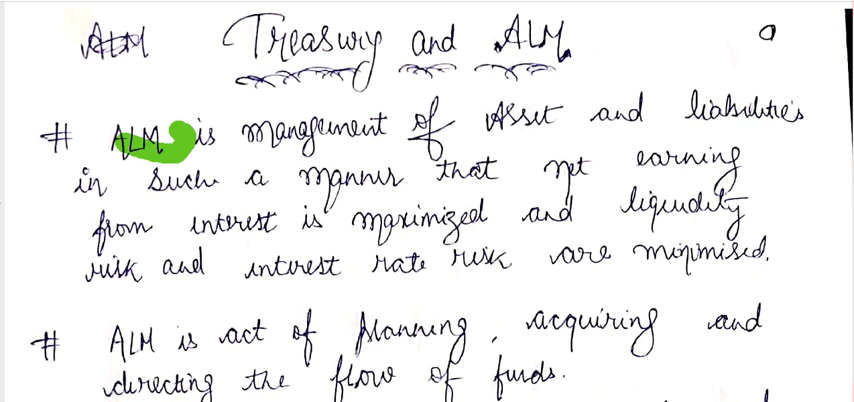 Treasury and ALM
# ALM is management of Asset and liabilities
in such a manner that net earning
from interest is maximized and liquidity
risk and interest rate risk are minimised.
# ALM is act of planning, acquiring and
directing the flow of funds.